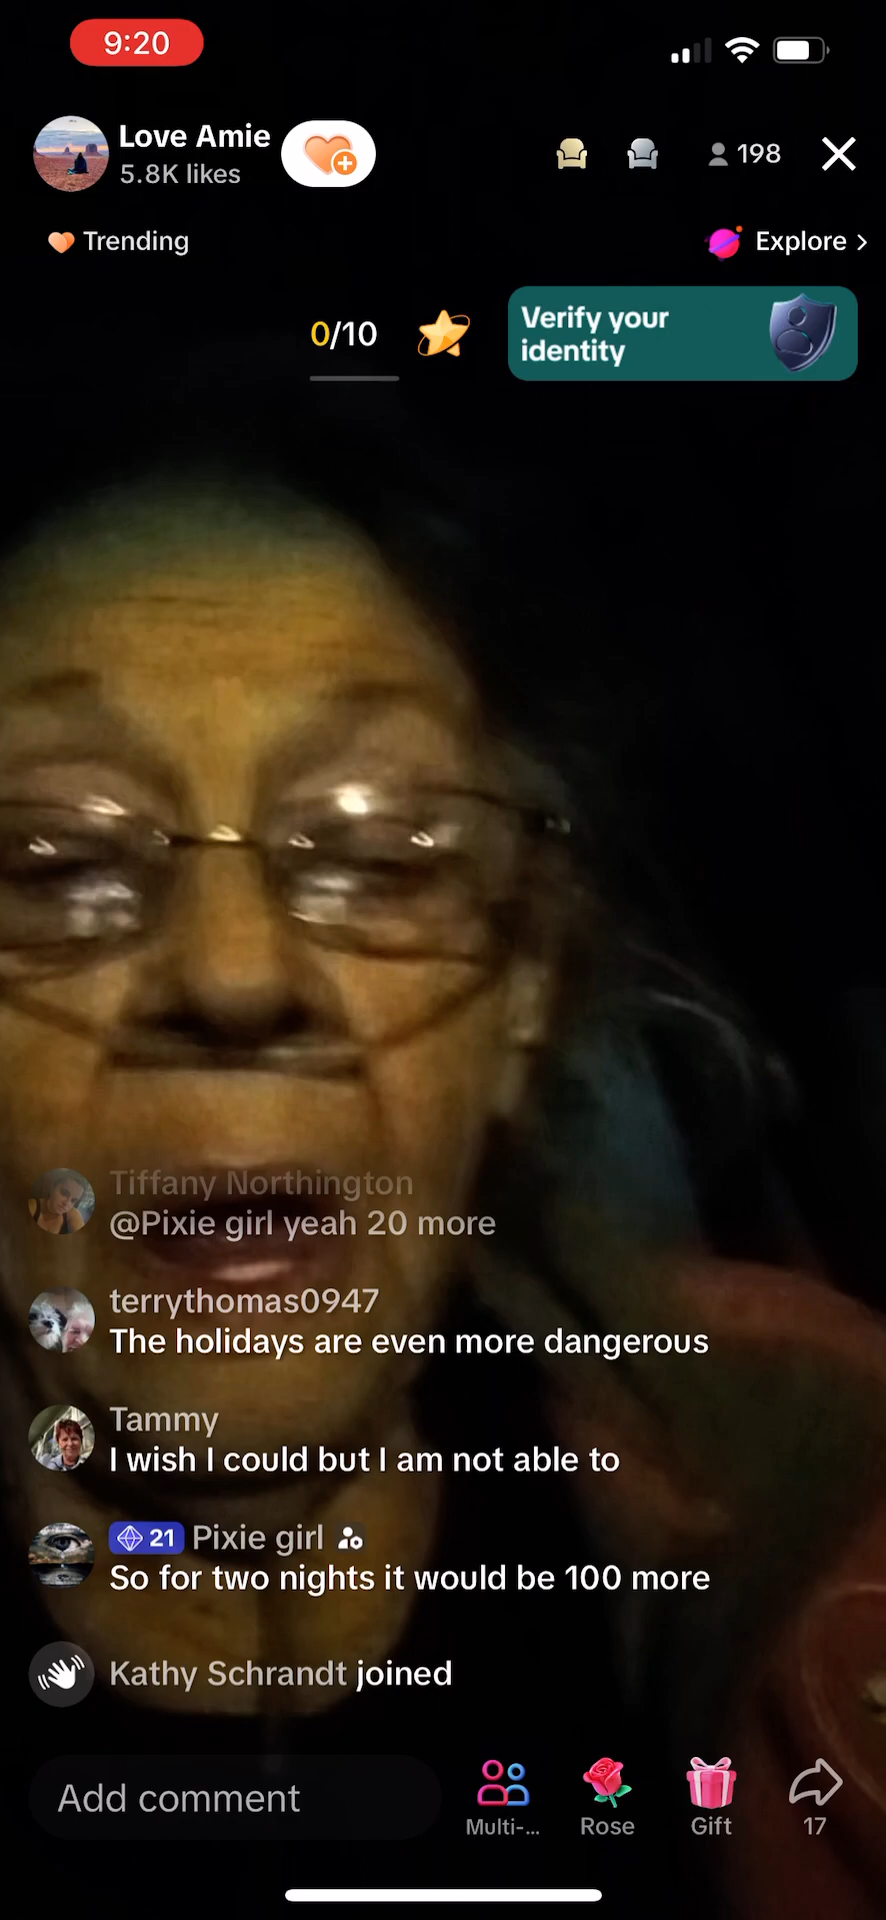 9:20
Love Amie
5.8K likes
198
Trending
Explore >
0/10
Verify your
identity
Tiffany Northington
@Pixie girl yeah 20 more
terrythomas0947
The holidays are even more dangerous
Tammy
I wish I could but I am not able to
21 Pixie girl
So for two nights it would be 100 more
Kathy Schrandt joined
Add comment
Multi-...
Rose
Gift
17